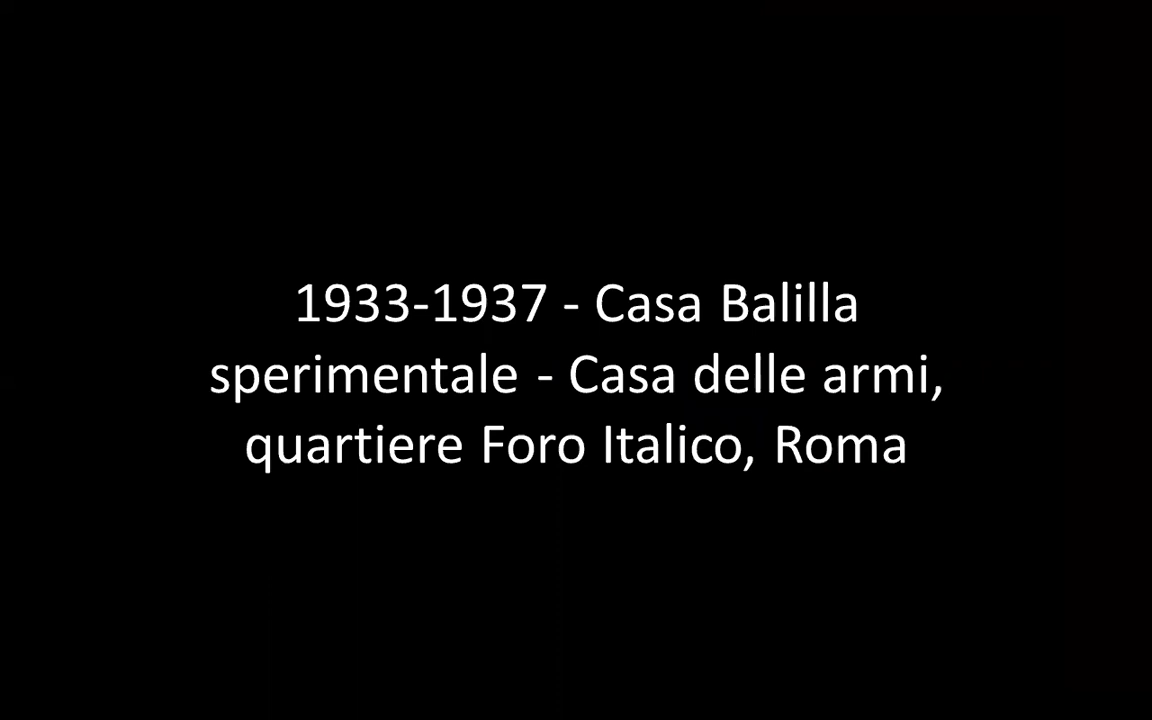 1933-1937 - Casa Balilla
sperimentale - Casa delle armi,
quartiere Foro Italico, Roma